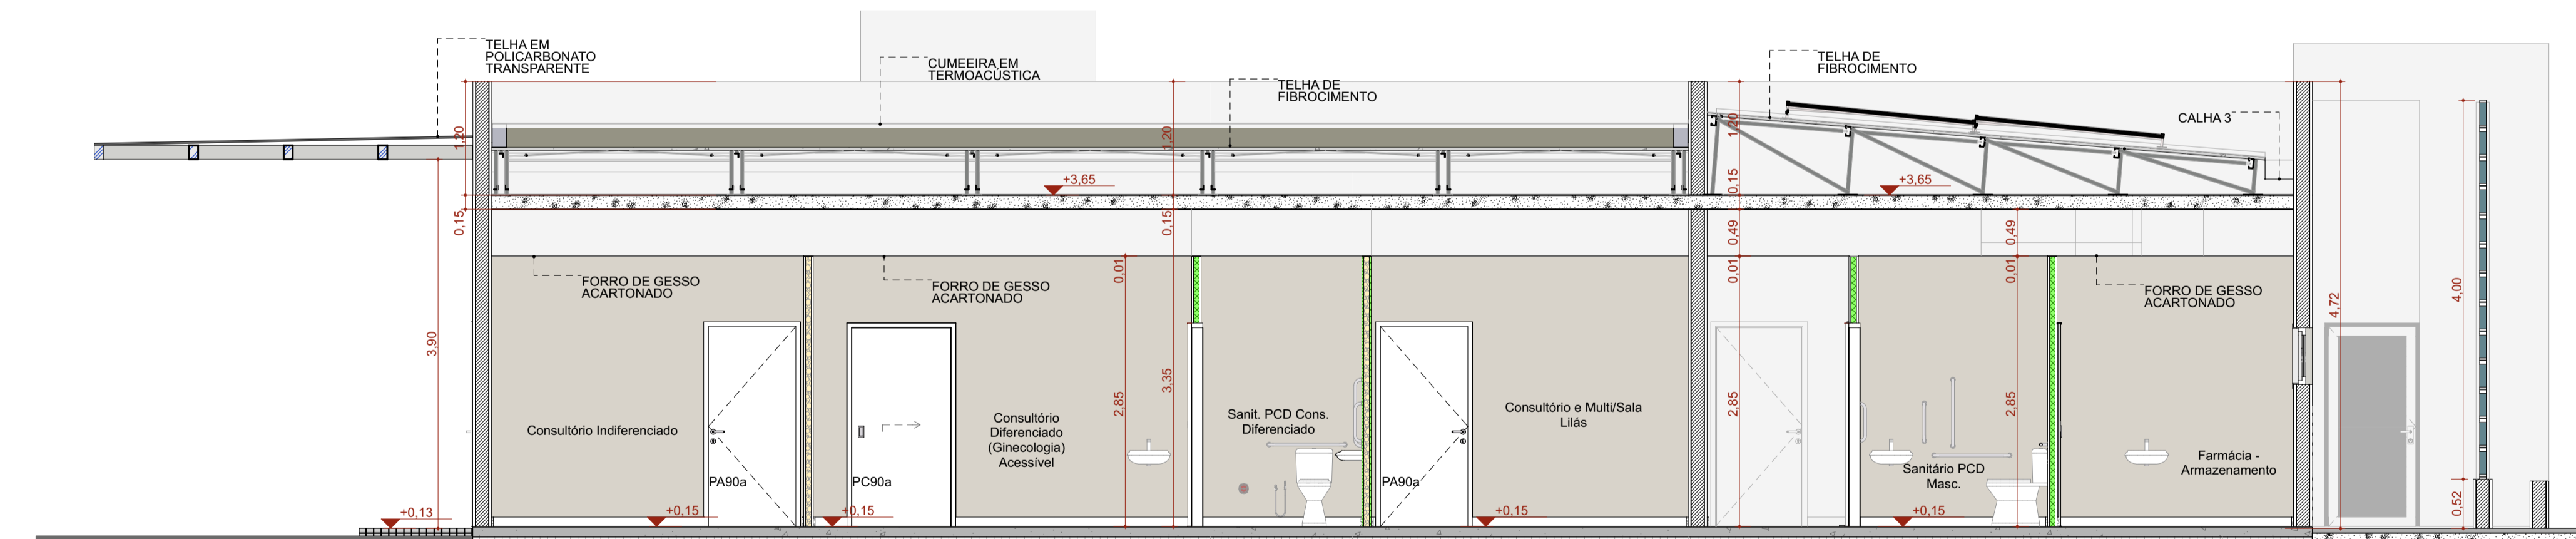 TELHA EM
POLICARBONATO
TRANSPARENTE
CUMEEIRA EM
TERMOACÚSTICA
TELHA DE
FIBROCIMENTO
TELHA DE
FIBROCIMENTO
CALHA 3
1,20
1,20
1,20
+3,65
+3,65
0,15
0,15
0,15
0,49
0,49
0,01
0,01
0,01
FORRO DE GESSO
ACARTONADO
FORRO DE GESSO
ACARTONADO
FORRO DE GESSO
ACARTONADO
3,90
2,85
3,35
2,85
2,85
4,72
4,00
0,52
Consultório Indiferenciado
Consultório
Diferenciado
(Ginecologia)
Acessível
Sanit. PCD Cons.
Diferenciado
Consultório e Multi/Sala
Lilás
Sanitário PCD
Masc.
Farmácia -
Armazenamento
PA90a
PC90a
PA90a
+0,13
+0,15
+0,15
+0,15
+0,15